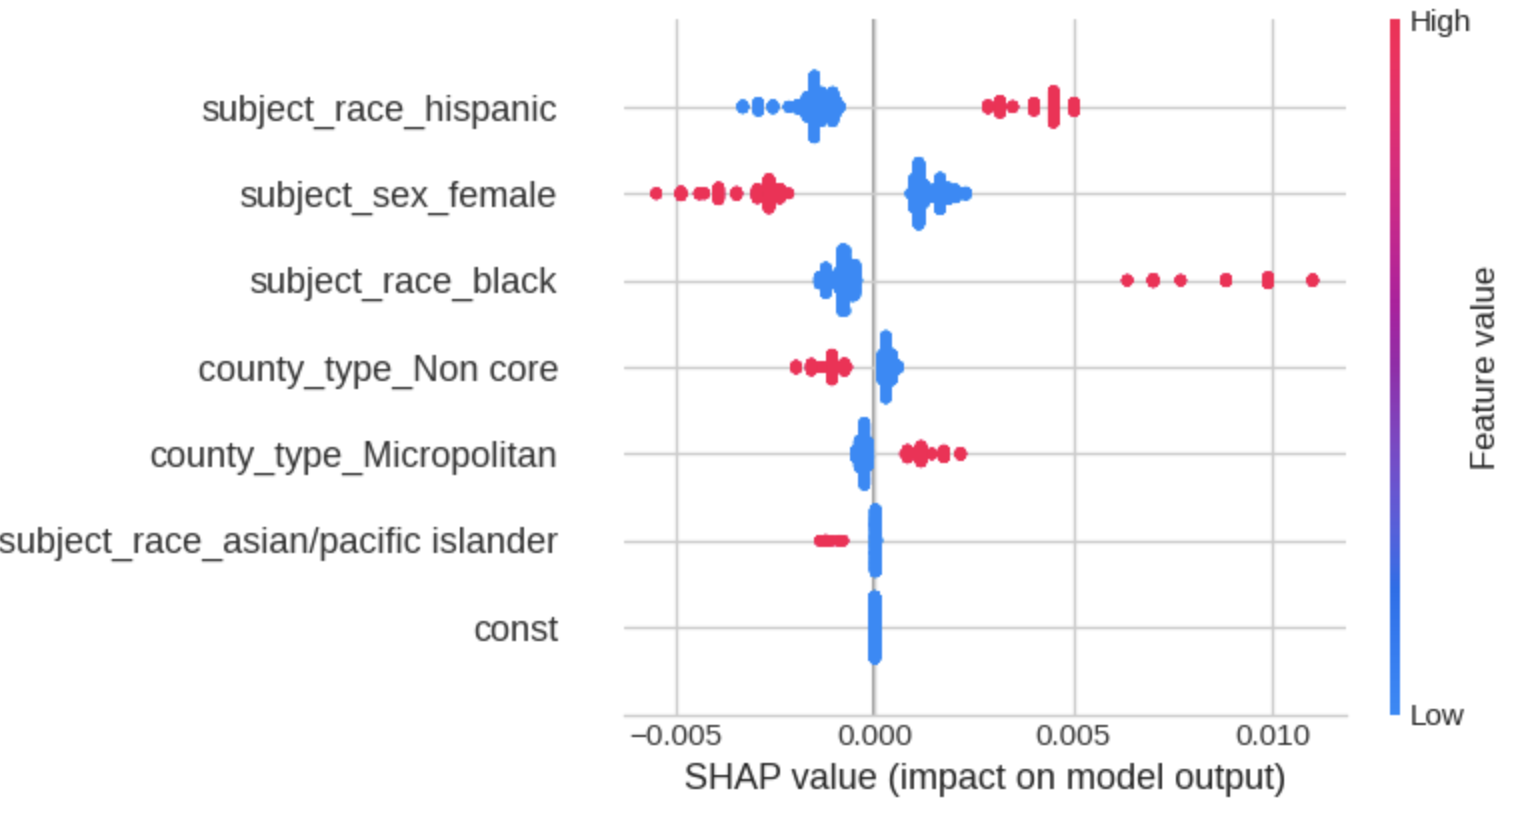 High
subject_race_hispanic
subject_sex_female
subject_race_black
county_type_Non core
county_type_Micropolitan
subject_race_asian/pacific islander
const
Feature value
Low
−0.005 0.000 0.005 0.010
SHAP value (impact on model output)